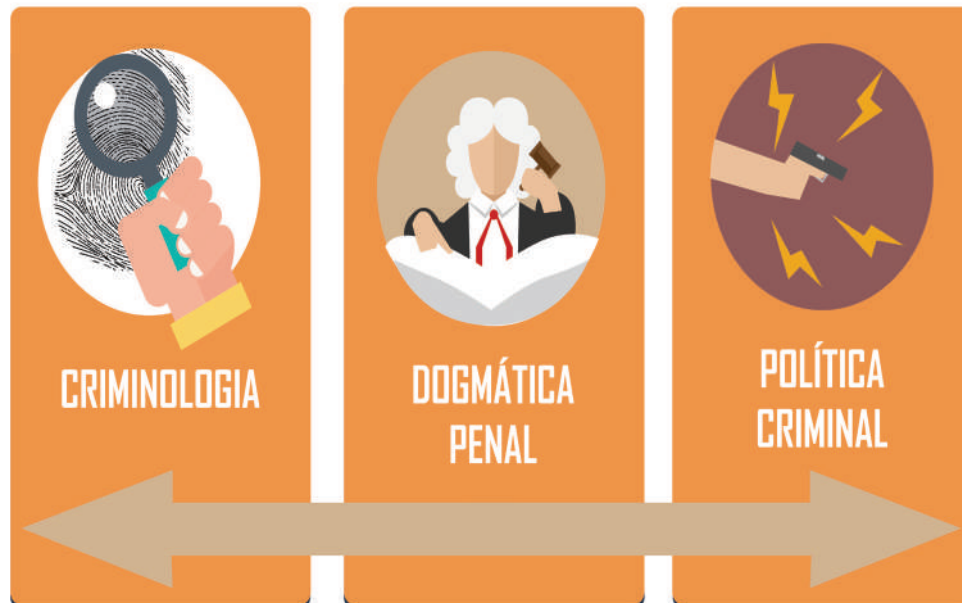 CRIMINOLOGIA
DOGMÁTICA
PENAL
POLÍTICA
CRIMINAL